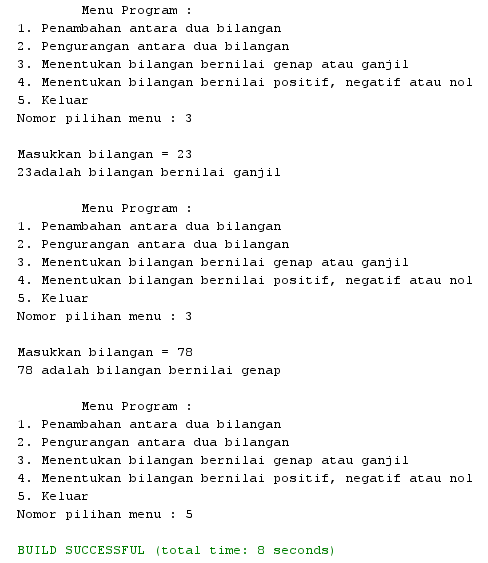 Menu Program :
1. Penambahan antara dua bilangan
2. Pengurangan antara dua bilangan
3. Menentukan bilangan bernilai genap atau ganjil
4. Menentukan bilangan bernilai positif, negatif atau nol
5. Keluar
Nomor pilihan menu : 3
Masukkan bilangan = 23
23adalah bilangan bernilai ganjil
Menu Program :
1. Penambahan antara dua bilangan
2. Pengurangan antara dua bilangan
3. Menentukan bilangan bernilai genap atau ganjil
4. Menentukan bilangan bernilai positif, negatif atau nol
5. Keluar
Nomor pilihan menu : 3
Masukkan bilangan = 78
78 adalah bilangan bernilai genap
Menu Program :
1. Penambahan antara dua bilangan
2. Pengurangan antara dua bilangan
3. Menentukan bilangan bernilai genap atau ganjil
4. Menentukan bilangan bernilai positif, negatif atau nol
5. Keluar
Nomor pilihan menu : 5
BUILD SUCCESSFUL (total time: 8 seconds)